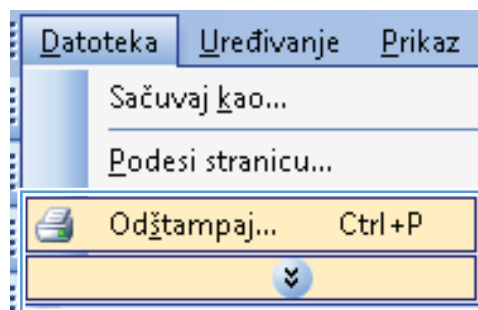 Datoteka Uređivanje Prikaz
Sačuvaj kao...
Podesi stranicu...
Odštampaj... Ctrl+P